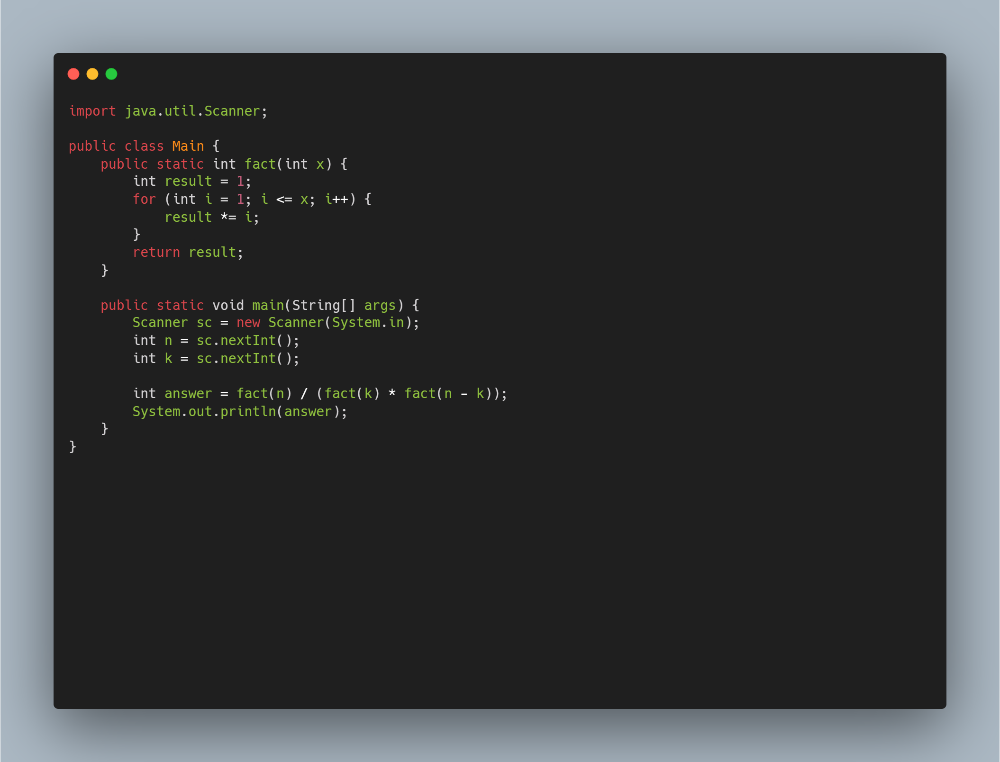 import java.util.Scanner;

public class Main {
    public static int fact(int x) {
        int result = 1;
        for (int i = 1; i <= x; i++) {
            result *= i;
        }
        return result;
    }

    public static void main(String[] args) {
        Scanner sc = new Scanner(System.in);
        int n = sc.nextInt();
        int k = sc.nextInt();

        int answer = fact(n) / (fact(k) * fact(n - k));
        System.out.println(answer);
    }
}